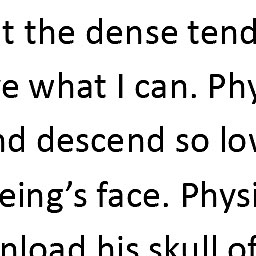 t the dense tend
e what I can. Phy
nd descend so lov
eing’s face. Physi
nload his skull of